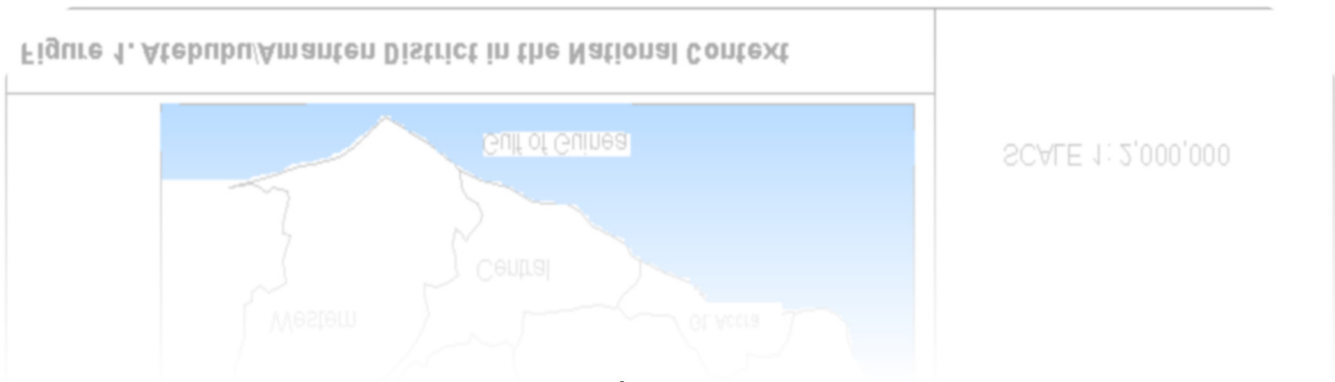 Figure 1. Atebubu/Amanten District in the National Context
Gulf of Guinea
SCALE 1: 2,000,000
Central
Western
Gt. Accra